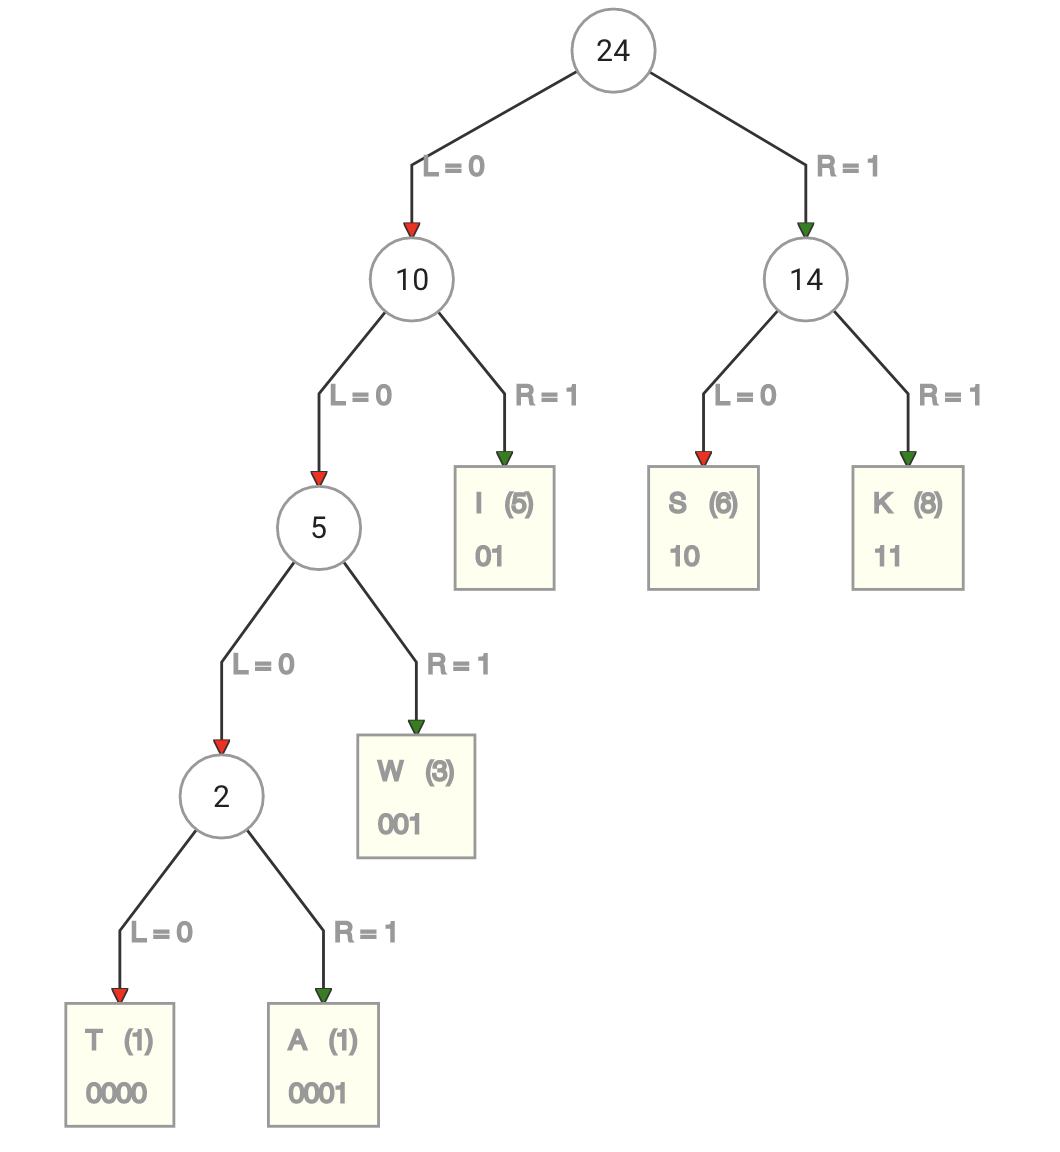 24
L = 0
R = 1
10
14
L = 0
R = 1
L = 0
R = 1
5
I (5)
01
S (6)
10
K (8)
11
L = 0
R = 1
2
W (3)
001
L = 0
R = 1
T (1)
0000
A (1)
0001